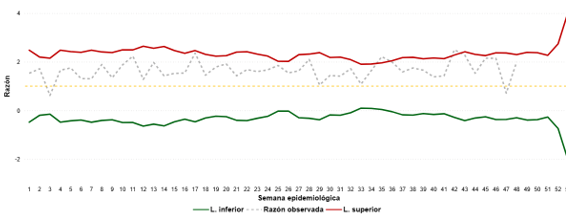 4
2
0
-2
Razón
1 2 3 4 5 6 7 8 9 10 11 12 13 14 15 16 17 18 19 20 21 22 23 24 25 26 27 28 29 30 31 32 33 34 35 36 37 38 39 40 41 42 43 44 45 46 47 48 49 50 51 52
Semana epidemiológica
L. inferior Razón observada L. superior